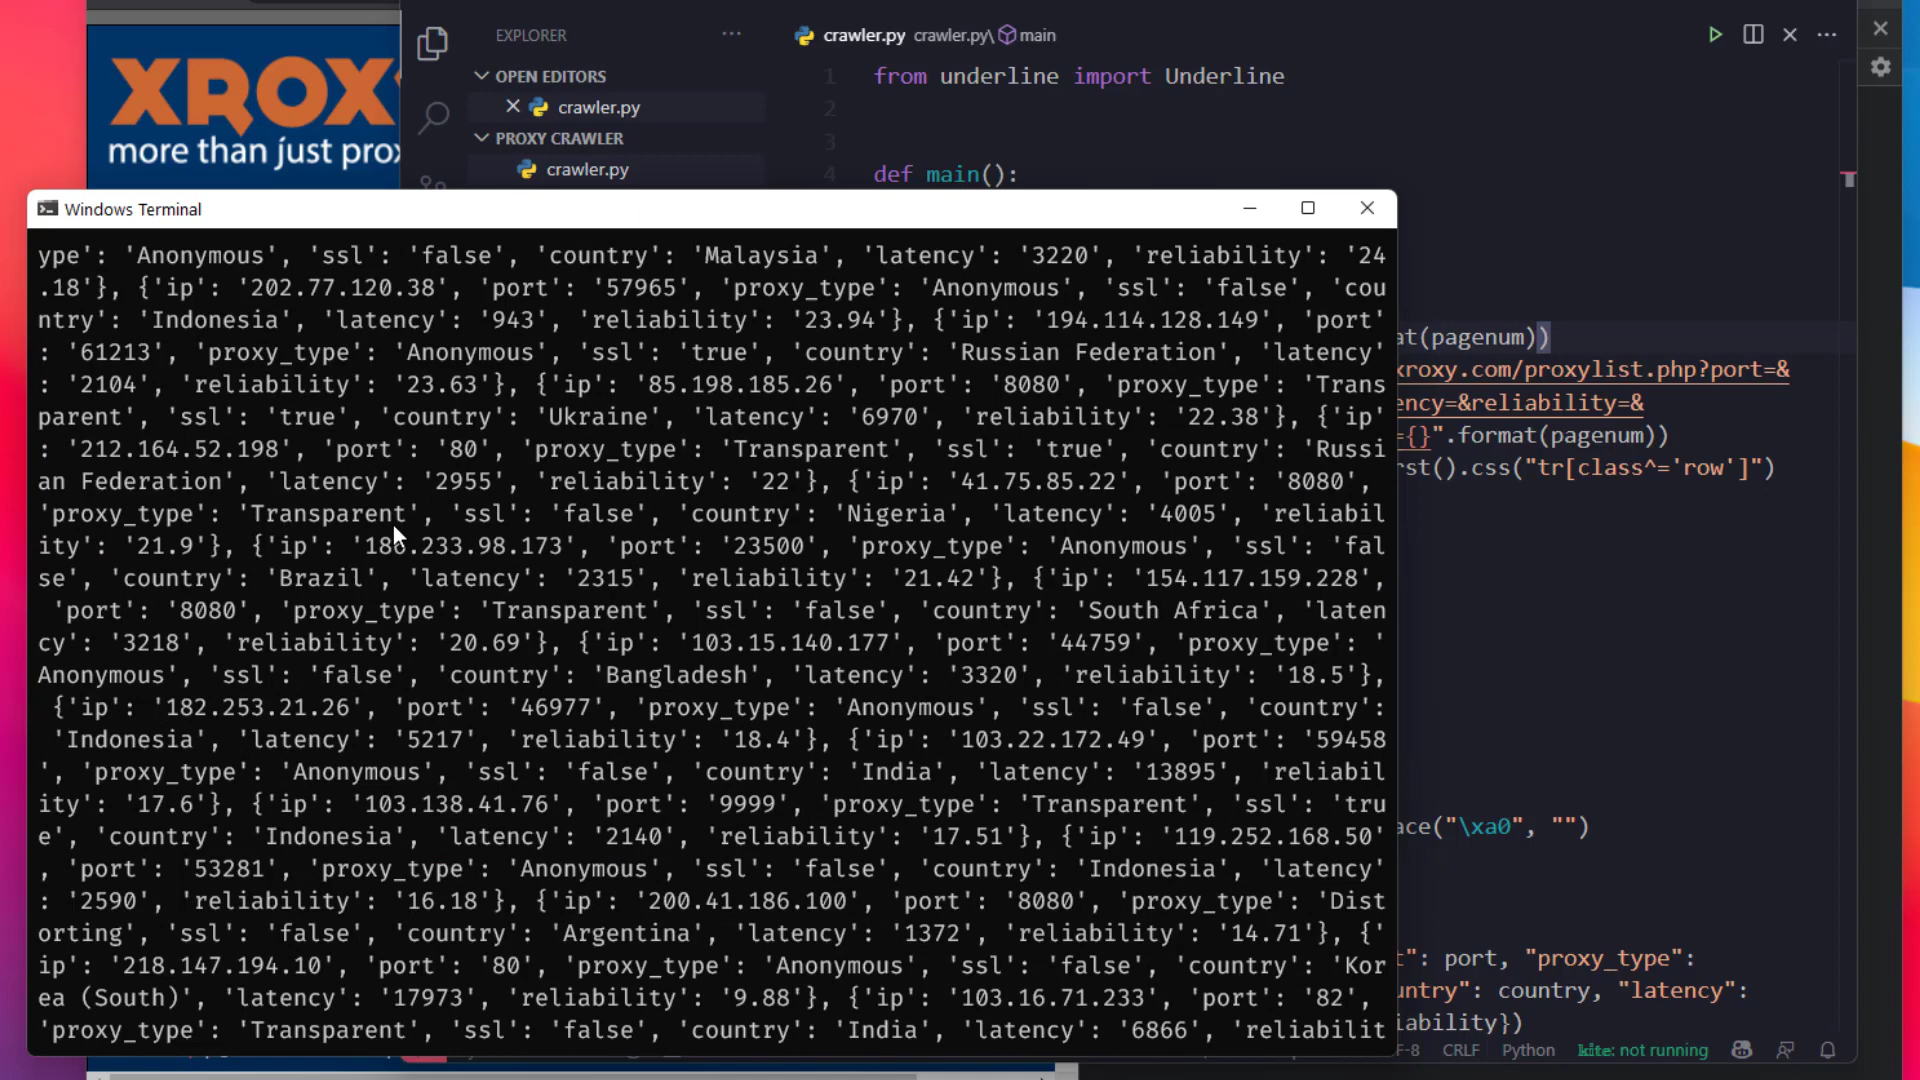 XROX
more than just prox
EXPLORER
OPEN EDITORS
crawler.py
PROXY CRAWLER
crawler.py
crawler.py crawler.py\ main
1 from underline import Underline
2
3
4 def main():
Windows Terminal
ype': 'Anonymous', 'ssl': 'false', 'country': 'Malaysia', 'latency': '3220', 'reliability': '24
.18'}, {'ip': '202.77.120.38', 'port': '57965', 'proxy_type': 'Anonymous', 'ssl': 'false', 'cou
ntry': 'Indonesia', 'latency': '943', 'reliability': '23.94'}, {'ip': '194.114.128.149', 'port'
: '61213', 'proxy_type': 'Anonymous', 'ssl': 'true', 'country': 'Russian Federation', 'latency'
: '2104', 'reliability': '23.63'}, {'ip': '85.198.185.26', 'port': '8080', 'proxy_type': 'Trans
parent', 'ssl': 'true', 'country': 'Ukraine', 'latency': '6970', 'reliability': '22.38'}, {'ip'
: '212.164.52.198', 'port': '80', 'proxy_type': 'Transparent', 'ssl': 'true', 'country': 'Russi
an Federation', 'latency': '2955', 'reliability': '22'}, {'ip': '41.75.85.22', 'port': '8080',
'proxy_type': 'Transparent', 'ssl': 'false', 'country': 'Nigeria', 'latency': '4005', 'reliabil
ity': '21.9'}, {'ip': '186.233.98.173', 'port': '23500', 'proxy_type': 'Anonymous', 'ssl': 'fal
se', 'country': 'Brazil', 'latency': '2315', 'reliability': '21.42'}, {'ip': '154.117.159.228',
'port': '8080', 'proxy_type': 'Transparent', 'ssl': 'false', 'country': 'South Africa', 'laten
cy': '3218', 'reliability': '20.69'}, {'ip': '103.15.140.177', 'port': '44759', 'proxy_type': '
Anonymous', 'ssl': 'false', 'country': 'Bangladesh', 'latency': '3320', 'reliability': '18.5'},
{'ip': '182.253.21.26', 'port': '46977', 'proxy_type': 'Anonymous', 'ssl': 'false', 'country':
'Indonesia', 'latency': '5217', 'reliability': '18.4'}, {'ip': '103.22.172.49', 'port': '59458
', 'proxy_type': 'Anonymous', 'ssl': 'false', 'country': 'India', 'latency': '13895', 'reliabil
ity': '17.6'}, {'ip': '103.138.41.76', 'port': '9999', 'proxy_type': 'Transparent', 'ssl': 'tru
e', 'country': 'Indonesia', 'latency': '2140', 'reliability': '17.51'}, {'ip': '119.252.168.50'
, 'port': '53281', 'proxy_type': 'Anonymous', 'ssl': 'false', 'country': 'Indonesia', 'latency'
: '2590', 'reliability': '16.18'}, {'ip': '200.41.186.100', 'port': '8080', 'proxy_type': 'Dist
orting', 'ssl': 'false', 'country': 'Argentina', 'latency': '1372', 'reliability': '14.71'}, {'
ip': '218.147.194.10', 'port': '80', 'proxy_type': 'Anonymous', 'ssl': 'false', 'country': 'Kor
ea (South)', 'latency': '17973', 'reliability': '9.88'}, {'ip': '103.16.71.233', 'port': '82',
'proxy_type': 'Transparent', 'ssl': 'false', 'country': 'India', 'latency': '6866', 'reliabilit
at(pagenum))
xroxy.com/proxylist.php?port=&
ency=&reliability=&
={}".format(pagenum))
rst().css("tr[class^='row']")
ace("\xa0", "")
t": port, "proxy_type":
untry": country, "latency":
iability})
F-8 CRLF Python kite: not running